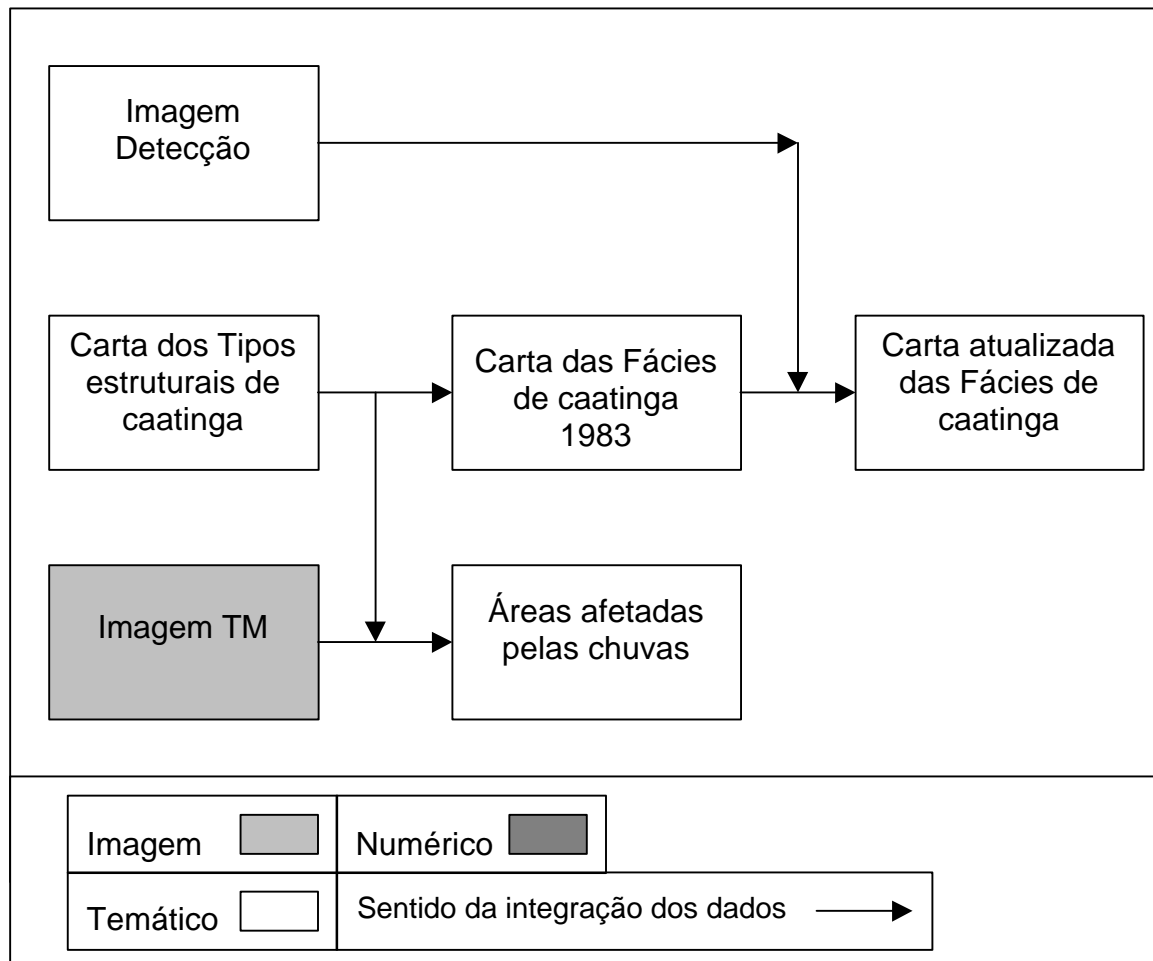 Imagem
Detecção
Carta dos Tipos
estruturais de
caatinga
Carta das Fácies
de caatinga
1983
Carta atualizada
das Fácies de
caatinga
Imagem TM
Áreas afetadas
pelas chuvas
Imagem
Numérico
Temático
Sentido da integração dos dados